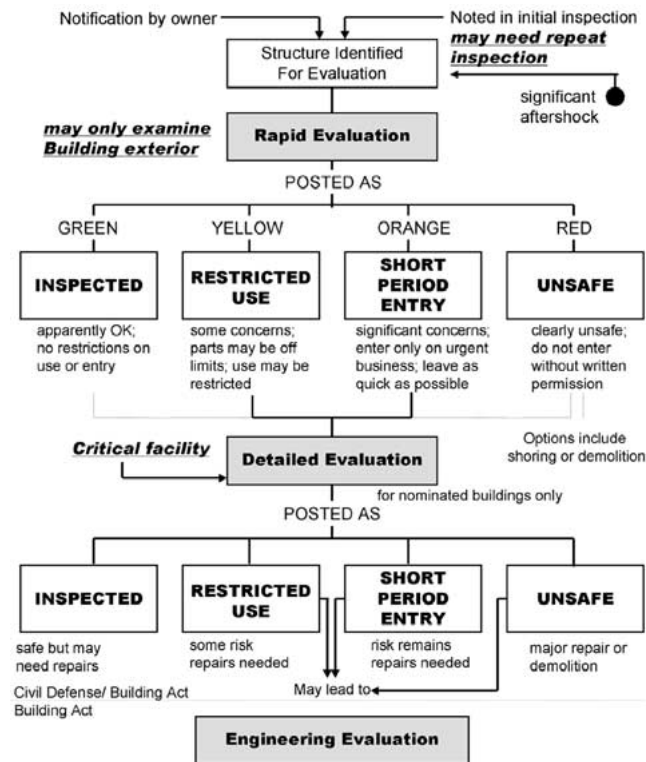 Notification by owner
Noted in initial inspection
may need repeat
inspection
Structure Identified
For Evaluation
significant
aftershock
may only examine
Building exterior
Rapid Evaluation
POSTED AS
GREEN
YELLOW
ORANGE
RED
INSPECTED
RESTRICTED
USE
SHORT
PERIOD
ENTRY
UNSAFE
apparently OK;
no restrictions on
use or entry
some concerns;
parts may be off
limits; use may be
restricted
significant concerns;
enter only on urgent
business; leave as
quick as possible
clearly unsafe;
do not enter
without written
permission
Options include
shoring or demolition
Critical facility
Detailed Evaluation
for nominated buildings only
POSTED AS
INSPECTED
RESTRICTED
USE
SHORT
PERIOD
ENTRY
UNSAFE
safe but may
need repairs
some risk
repairs needed
risk remains
repairs needed
major repair or
demolition
May lead to
Civil Defense/ Building Act
Building Act
Engineering Evaluation